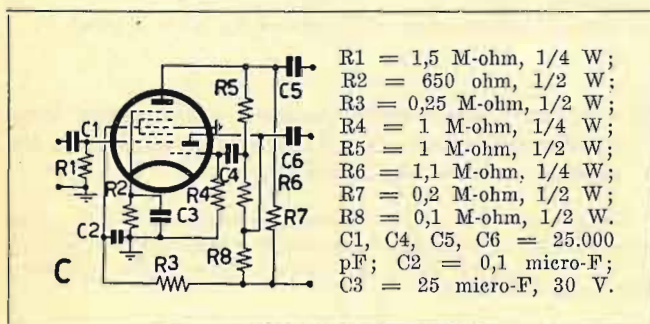 R5
C5
C1
C4
C6
R1
R2
R4
R6
C3
R7
C2
R8
C
R3
R1 = 1,5 M-ohm, 1/4 W;
R2 = 650 ohm, 1/2 W;
R3 = 0,25 M-ohm, 1/2 W;
R4 = 1 M-ohm, 1/4 W;
R5 = 1 M-ohm, 1/2 W;
R6 = 1,1 M-ohm, 1/4 W;
R7 = 0,2 M-ohm, 1/2 W;
R8 = 0,1 M-ohm, 1/2 W.
C1, C4, C5, C6 = 25.000
pF; C2 = 0,1 micro-F;
C3 = 25 micro-F, 30 V.